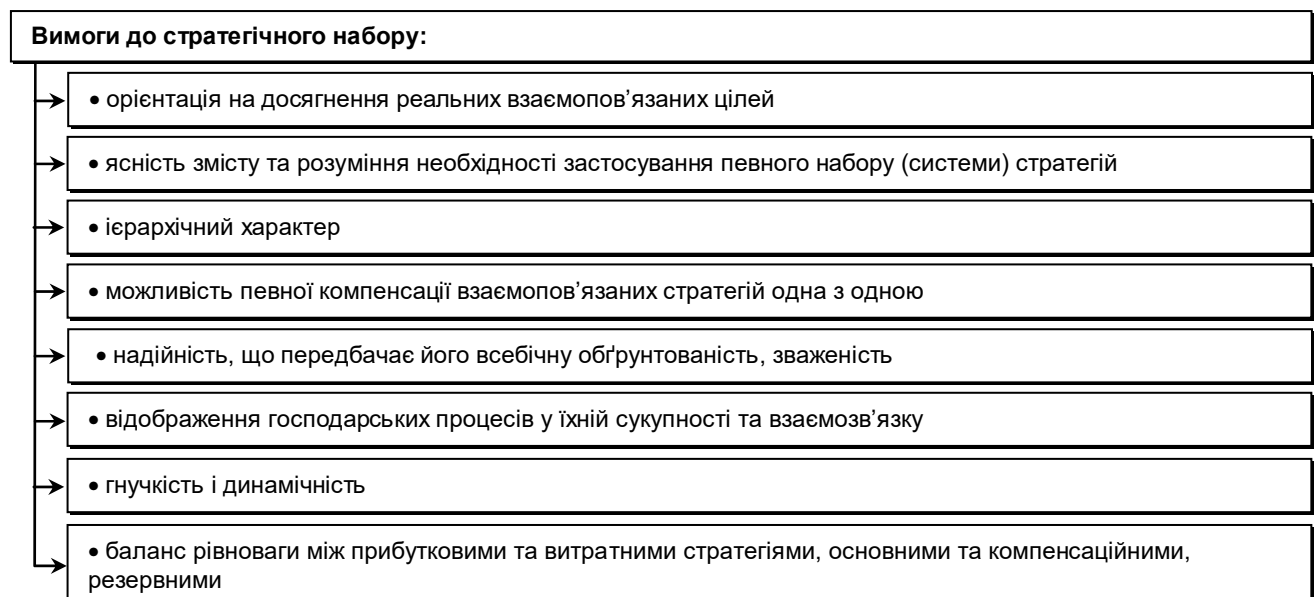 Вимоги до стратегічного набору:
• орієнтація на досягнення реальних взаємопов’язаних цілей
• ясність змісту та розуміння необхідності застосування певного набору (системи) стратегій
• ієрархічний характер
• можливість певної компенсації взаємопов’язаних стратегій одна з одною
• надійність, що передбачає його всебічну обґрунтованість, зваженість
• відображення господарських процесів у їхній сукупності та взаємозв’язку
• гнучкість і динамічність
• баланс рівноваги між прибутковими та витратними стратегіями, основними та компенсаційними,
резервними